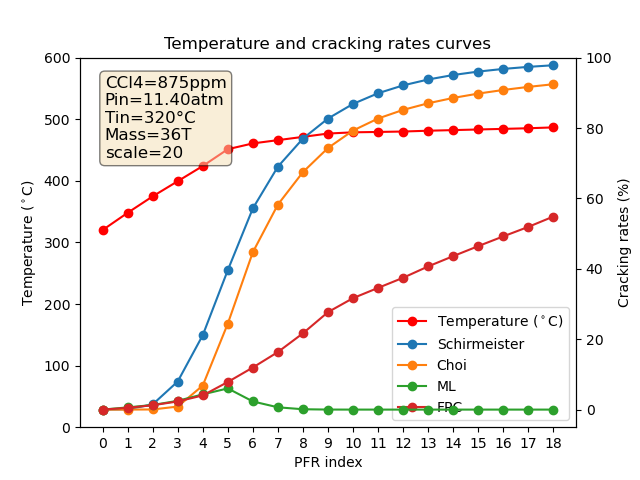 Temperature and cracking rates curves
CCl4=875ppm
Pin=11.40atm
Tin=320°C
Mass=36T
scale=20
Temperature (°C)
600
500
400
300
200
100
0
Cracking rates (%)
100
80
60
40
20
0
Temperature (°C)
Schirmeister
Choi
ML
EPC
0 1 2 3 4 5 6 7 8 9 10 11 12 13 14 15 16 17 18
PFR index